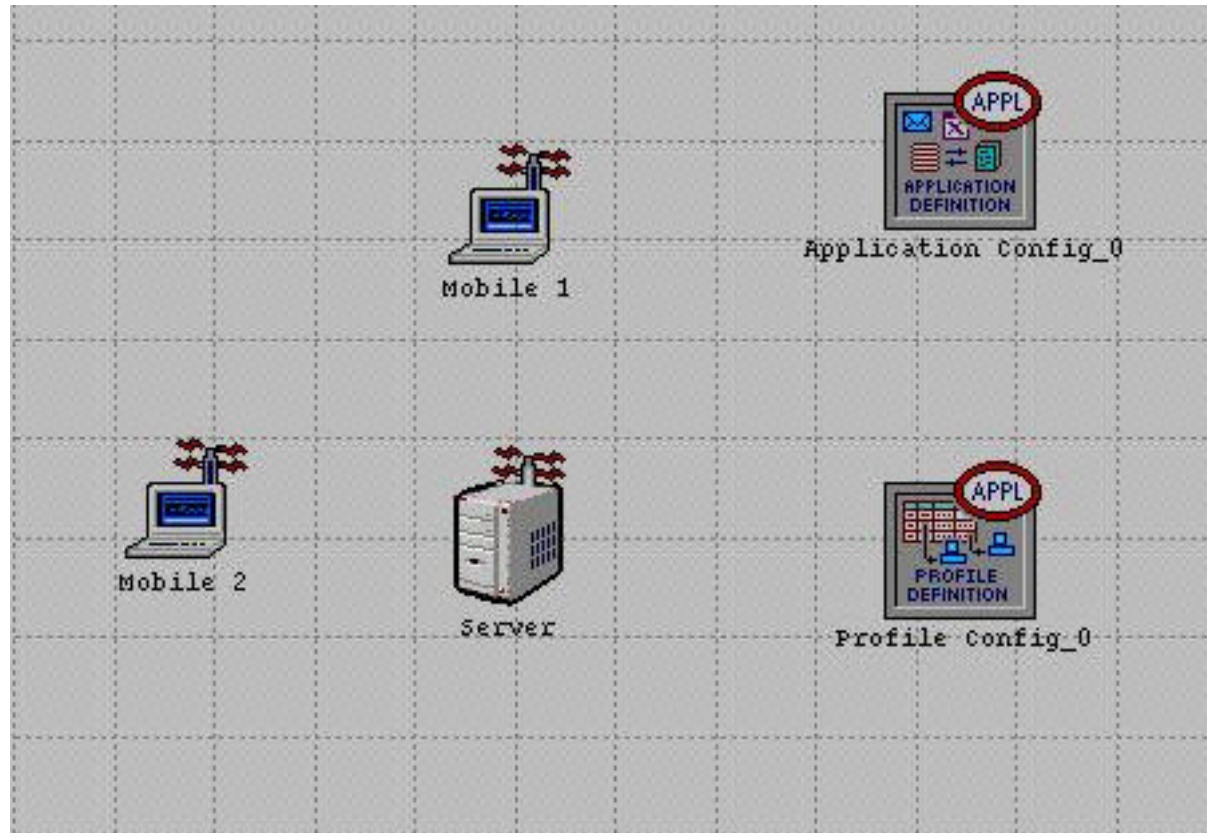 APPL
APPLICATION
DEFINITION
Application Config_0
Mobile 1
APPL
PROFILE
DEFINITION
Profile Config_0
Mobile 2
Server